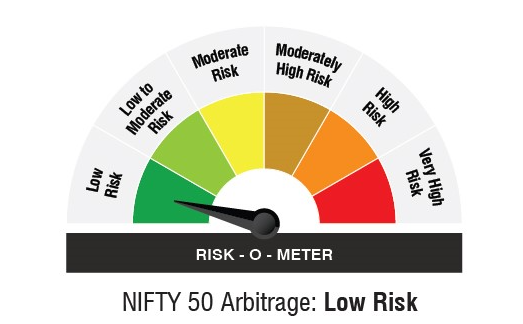 Low
Risk
Low to
Moderate
Risk
Moderate
Risk
Moderately
High Risk
High
Risk
Very High
Risk
RISK - O - METER
NIFTY 50 Arbitrage: Low Risk